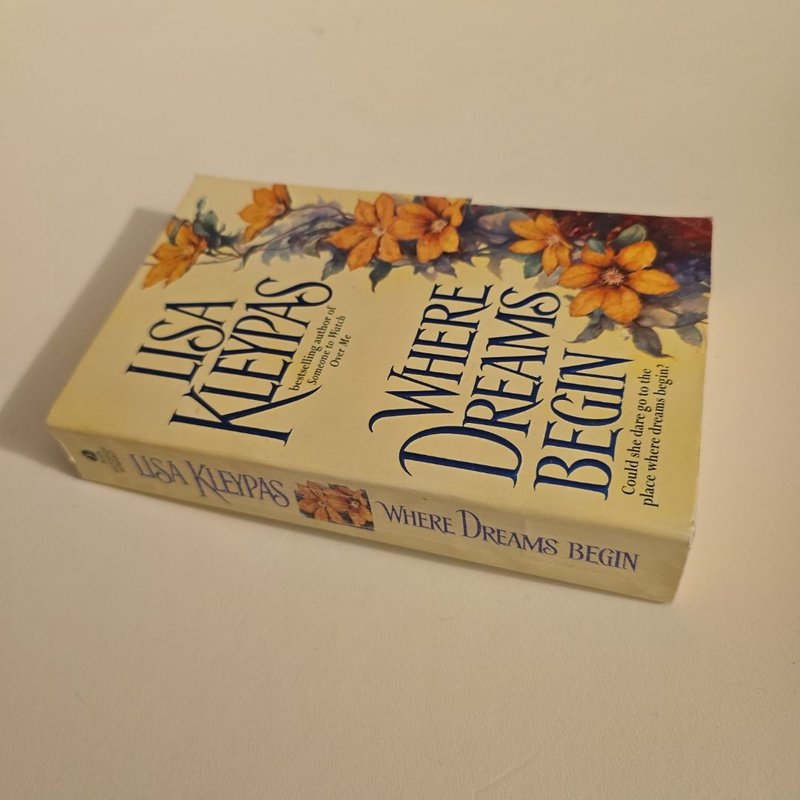 LISA
KLEYPAS
bestselling author of
Someone to Watch
Over Me
WHERE
DREAMS
BEGIN
Could she dare go to the
place where dreams begin?
LISA KLEYPAS
WHERE DREAMS BEGIN